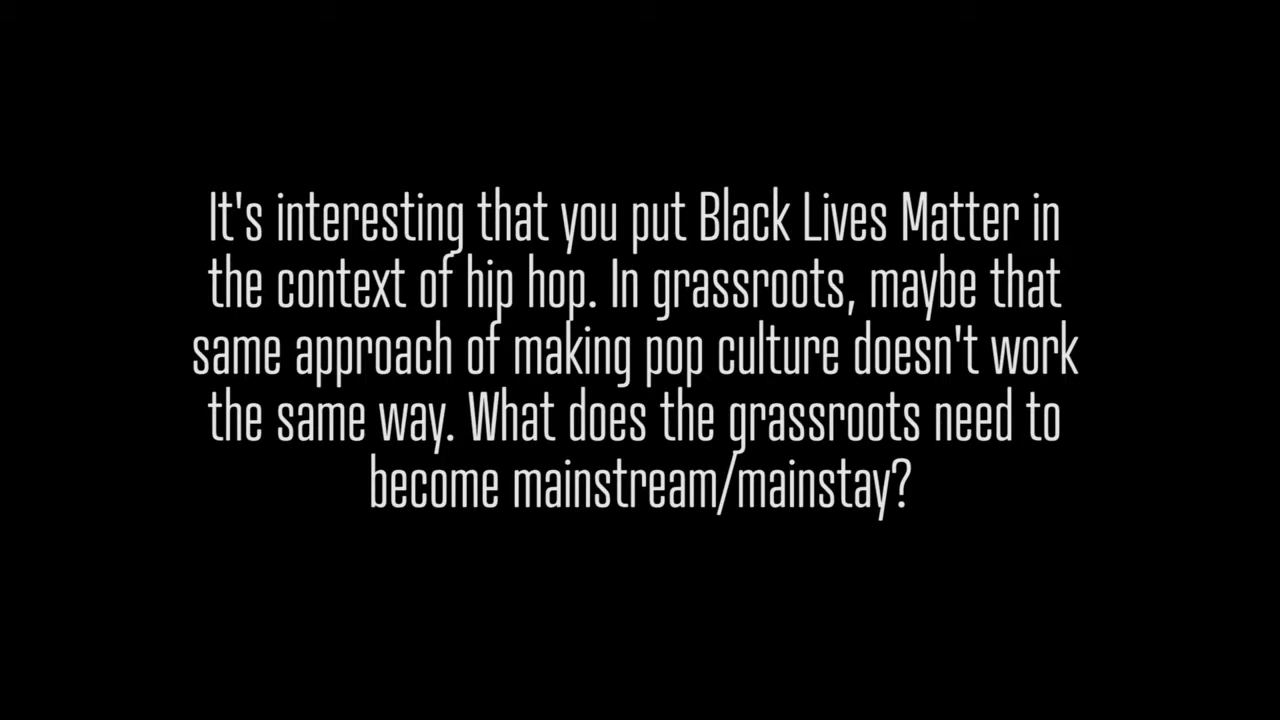 It's interesting that you put Black Lives Matter in
the context of hip hop. In grassroots, maybe that
same approach of making pop culture doesn't work
the same way. What does the grassroots need to
become mainstream/mainstay?